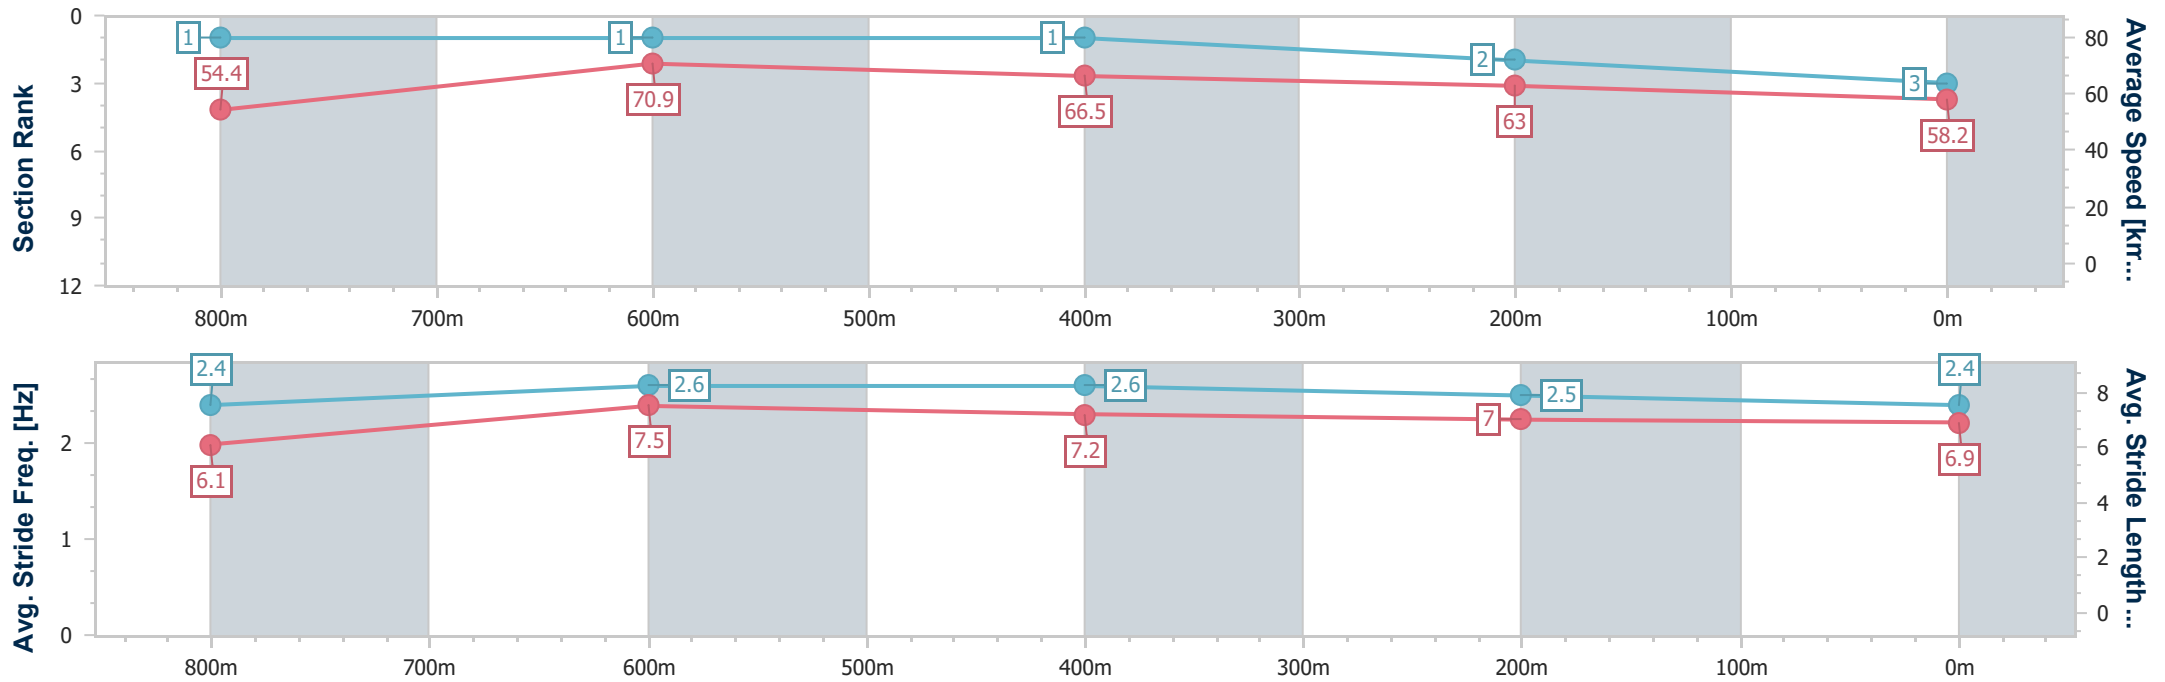 Section Rank
0
3
6
9
12
1
1
1
2
3
54.4
70.9
66.5
63
58.2
80
60
40
20
0
Average Speed [km...
800m
700m
600m
500m
400m
300m
200m
100m
0m
Avg. Stride Freq. [Hz]
2
1
0
2.4
2.6
2.6
2.5
2.4
6.1
7.5
7.2
7
6.9
8
6
4
2
0
Avg. Stride Length ...
800m
700m
600m
500m
400m
300m
200m
100m
0m